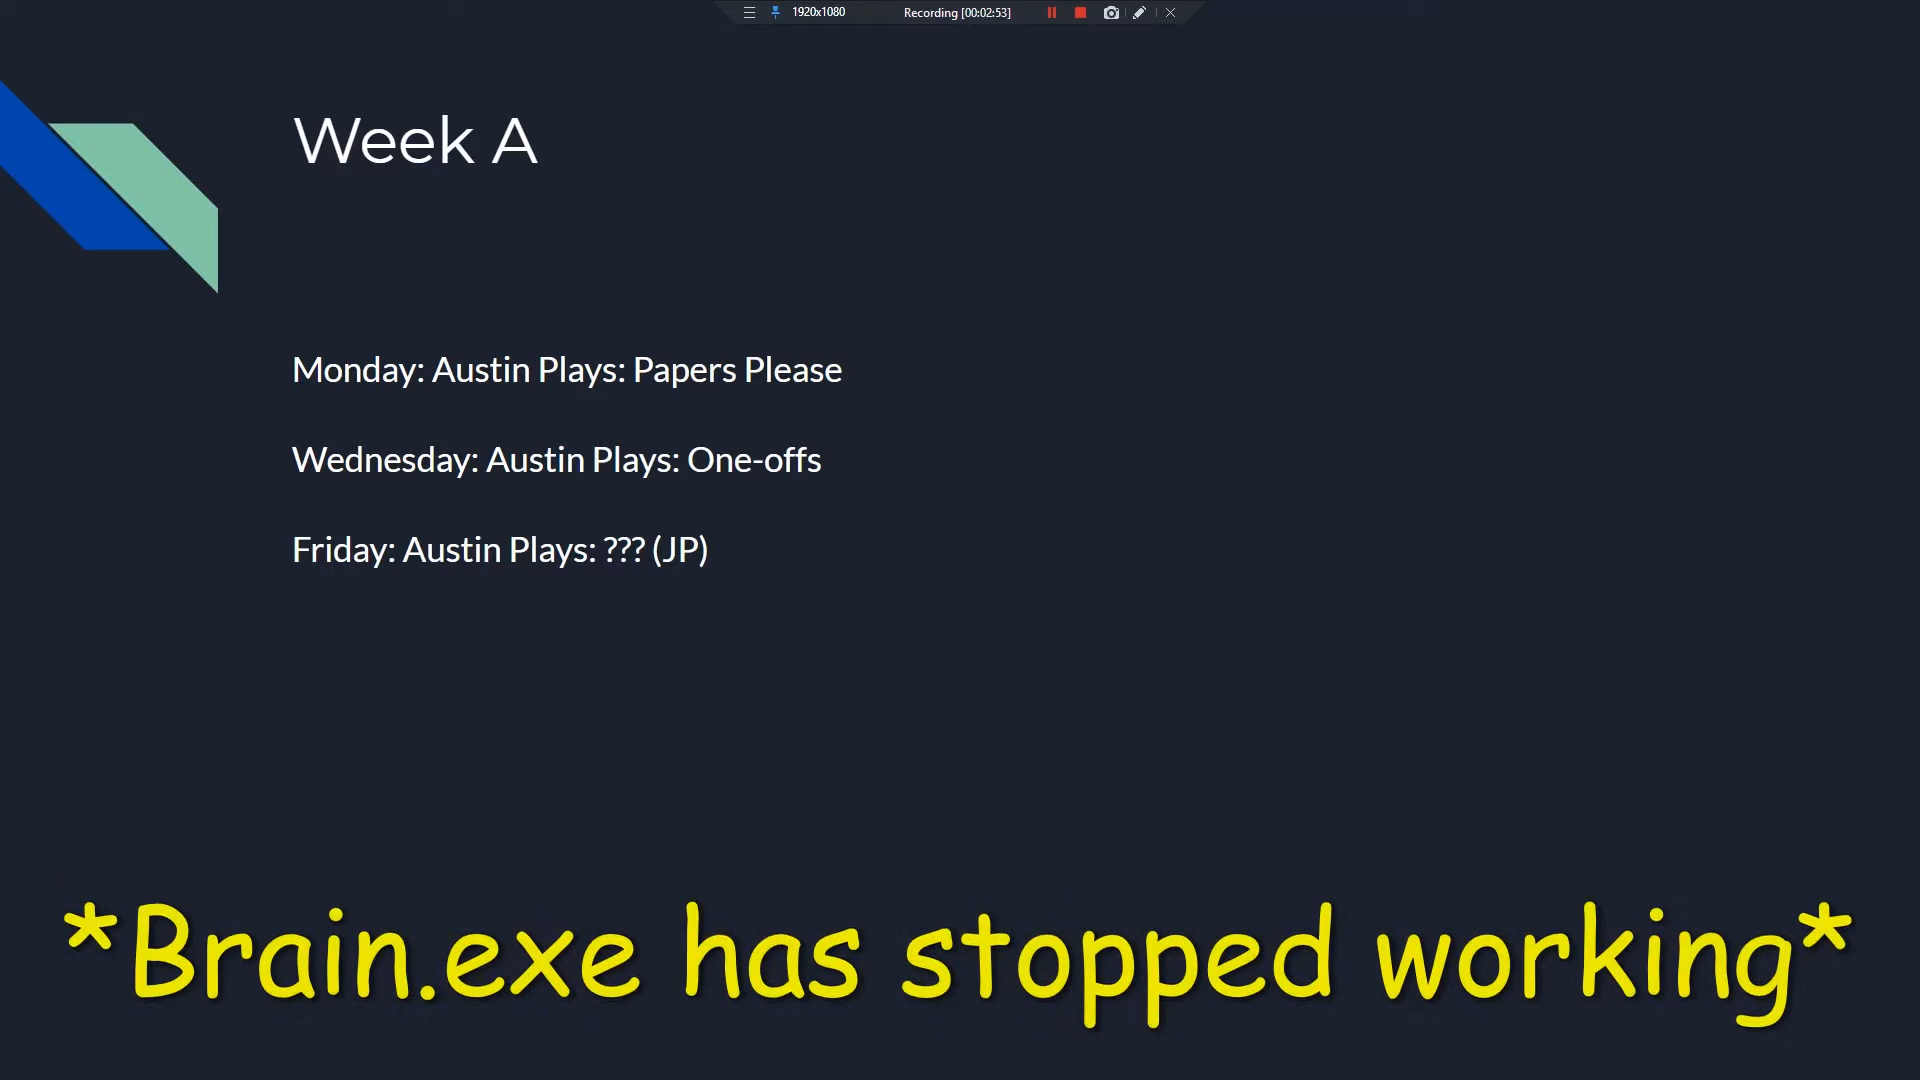 1920x1080 Recording [00:02:53]
Week A
Monday: Austin Plays: Papers Please
Wednesday: Austin Plays: One-offs
Friday: Austin Plays: ??? (JP)
*Brain.exe has stopped working*